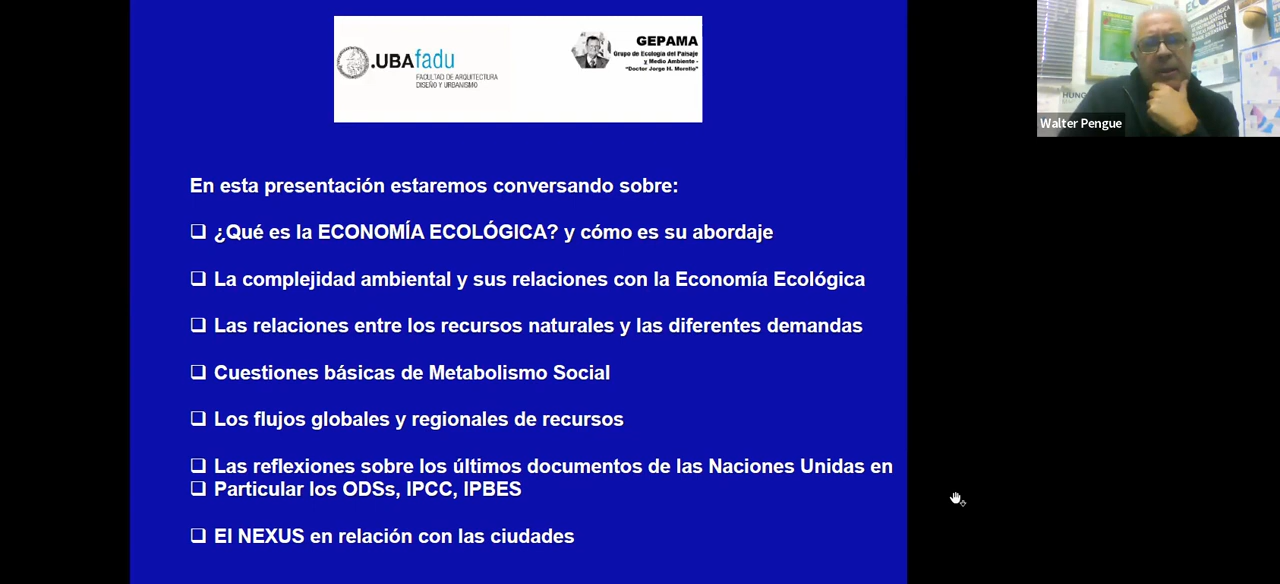 .UBAfadu
FACULTAD DE ARQUITECTURA
DISEÑO Y URBANISMO
GEPAMA
Grupo de Ecología del Paisaje
y Medio Ambiente -
"Doctor Jorge H. Morello"
Walter Pengue
En esta presentación estaremos conversando sobre:
❑ ¿Qué es la ECONOMÍA ECOLÓGICA? y cómo es su abordaje
❑ La complejidad ambiental y sus relaciones con la Economía Ecológica
❑ Las relaciones entre los recursos naturales y las diferentes demandas
❑ Cuestiones básicas de Metabolismo Social
❑ Los flujos globales y regionales de recursos
❑ Las reflexiones sobre los últimos documentos de las Naciones Unidas en
❑ Particular los ODSs, IPCC, IPBES
❑ El NEXUS en relación con las ciudades